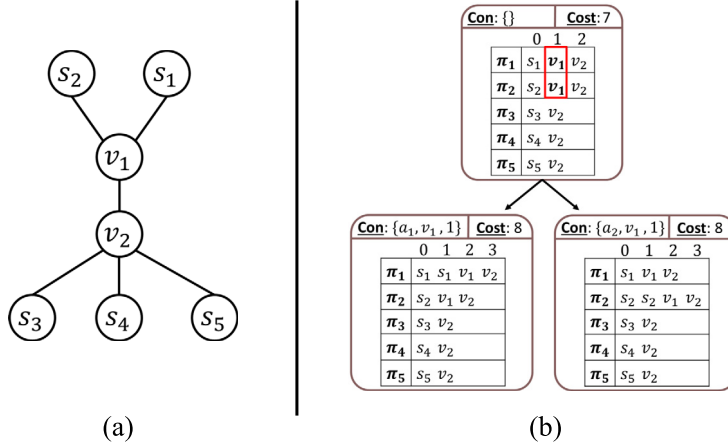 s₂ s₁
v₁
v₂
s₃ s₄ s₅
(a)
Con: {} Cost: 7
0 1 2
π₁ s₁ v₁ v₂
π₂ s₂ v₁ v₂
π₃ s₃ v₂
π₄ s₄ v₂
π₅ s₅ v₂
Con: {a₁, v₁, 1} Cost: 8
0 1 2 3
π₁ s₁ s₁ v₁ v₂
π₂ s₂ v₁ v₂
π₃ s₃ v₂
π₄ s₄ v₂
π₅ s₅ v₂
Con: {a₂, v₁, 1} Cost: 8
0 1 2 3
π₁ s₁ v₁ v₂
π₂ s₂ s₂ v₁ v₂
π₃ s₃ v₂
π₄ s₄ v₂
π₅ s₅ v₂
(b)